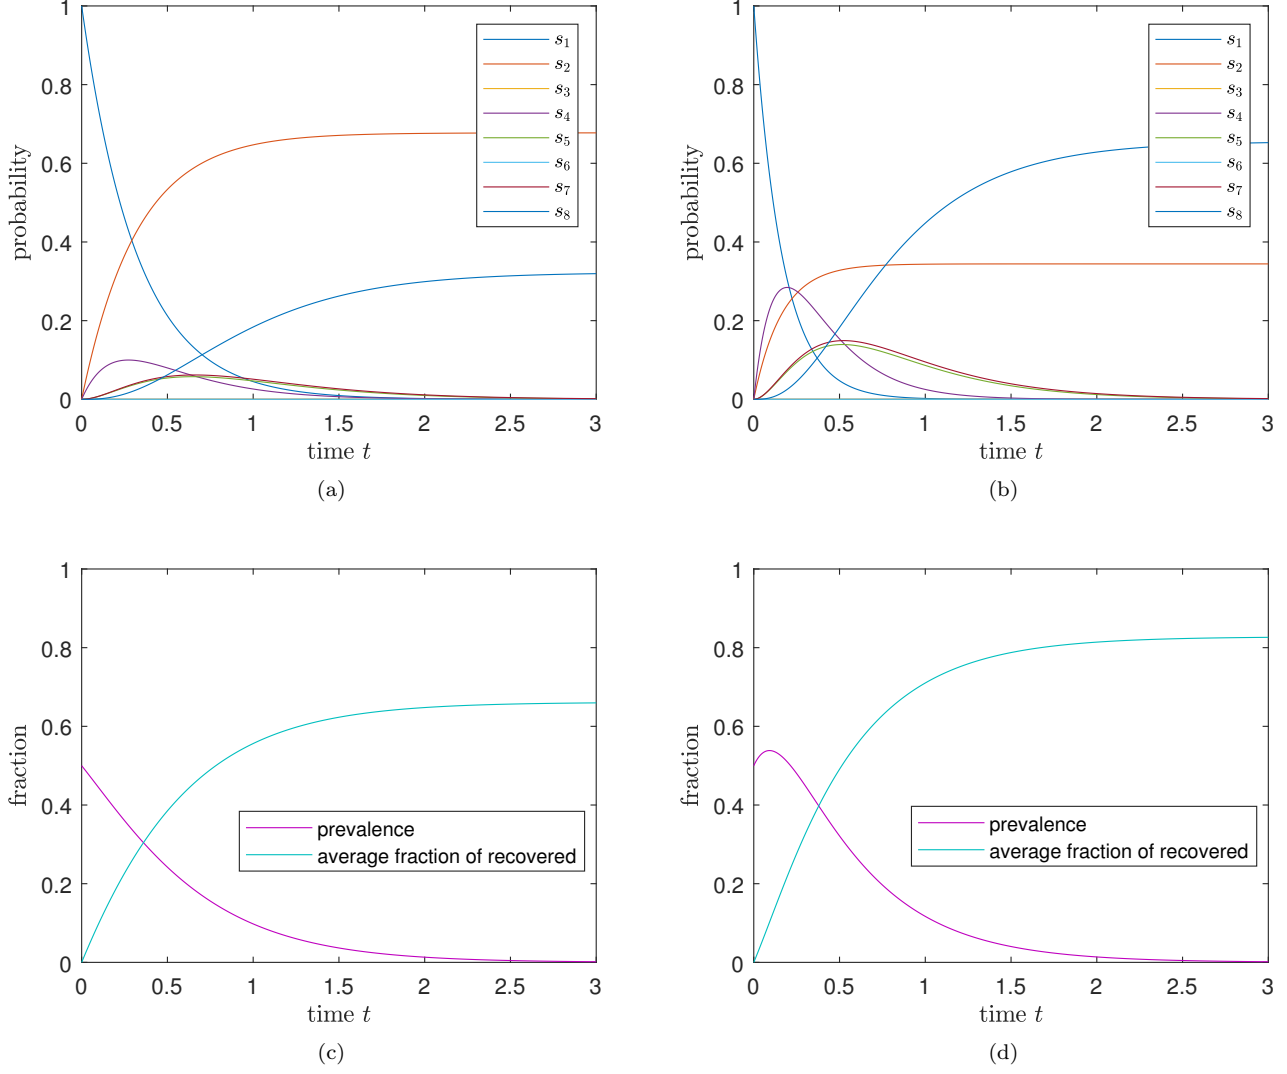 1
0.8
0.6
0.4
0.2
0
0 0.5 1 1.5 2 2.5 3
probability
time t
s1
s2
s3
s4
s5
s6
s7
s8
(a)
1
0.8
0.6
0.4
0.2
0
0 0.5 1 1.5 2 2.5 3
probability
time t
s1
s2
s3
s4
s5
s6
s7
s8
(b)
1
0.8
0.6
0.4
0.2
0
0 0.5 1 1.5 2 2.5 3
fraction
time t
prevalence
average fraction of recovered
(c)
1
0.8
0.6
0.4
0.2
0
0 0.5 1 1.5 2 2.5 3
fraction
time t
prevalence
average fraction of recovered
(d)